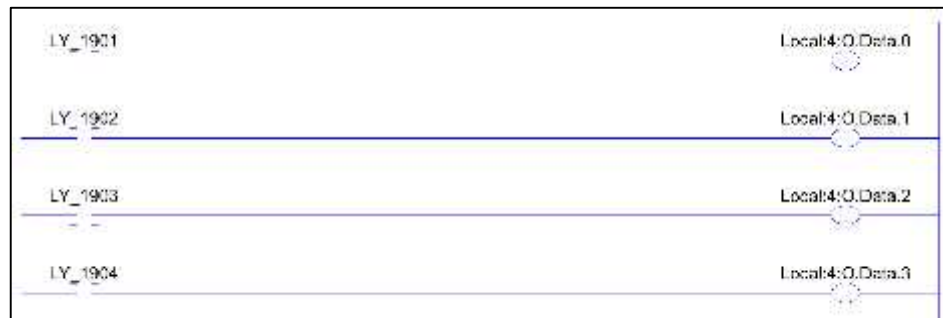 LY_1901 Local:4:O.Data.0
LY_1902 Local:4:O.Data.1
LY_1903 Local:4:O.Data.2
LY_1904 Local:4:O.Data.3